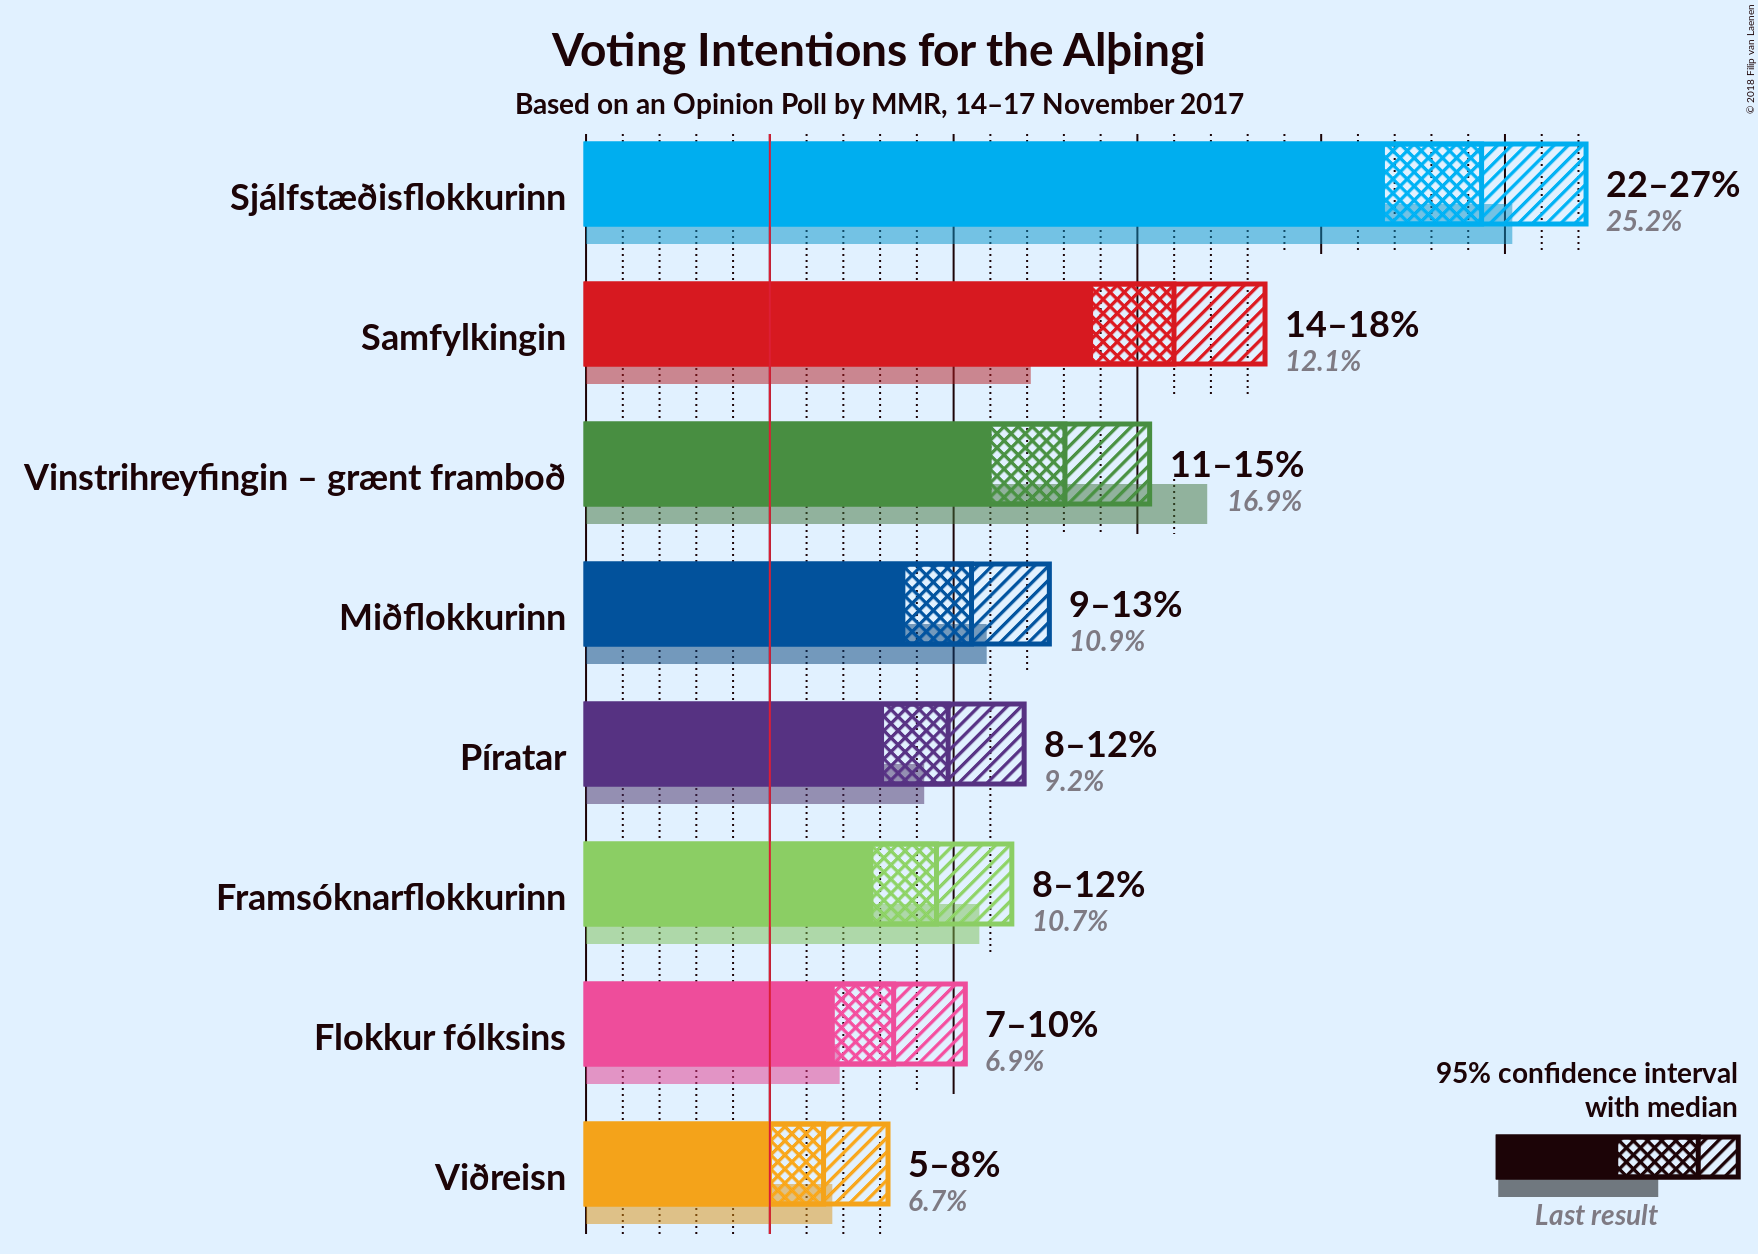 Voting Intentions for the Alþingi
Based on an Opinion Poll by MMR, 14–17 November 2017
© 2018 Filip van Laenen
Sjálfstæðisflokkurinn
22–27%
25.2%
Samfylkingin
14–18%
12.1%
Vinstrihreyfingin – grænt framboð
11–15%
16.9%
Miðflokkurinn
9–13%
10.9%
Píratar
8–12%
9.2%
Framsóknarflokkurinn
8–12%
10.7%
Flokkur fólksins
7–10%
6.9%
Viðreisn
5–8%
6.7%
95% confidence interval
with median
Last result